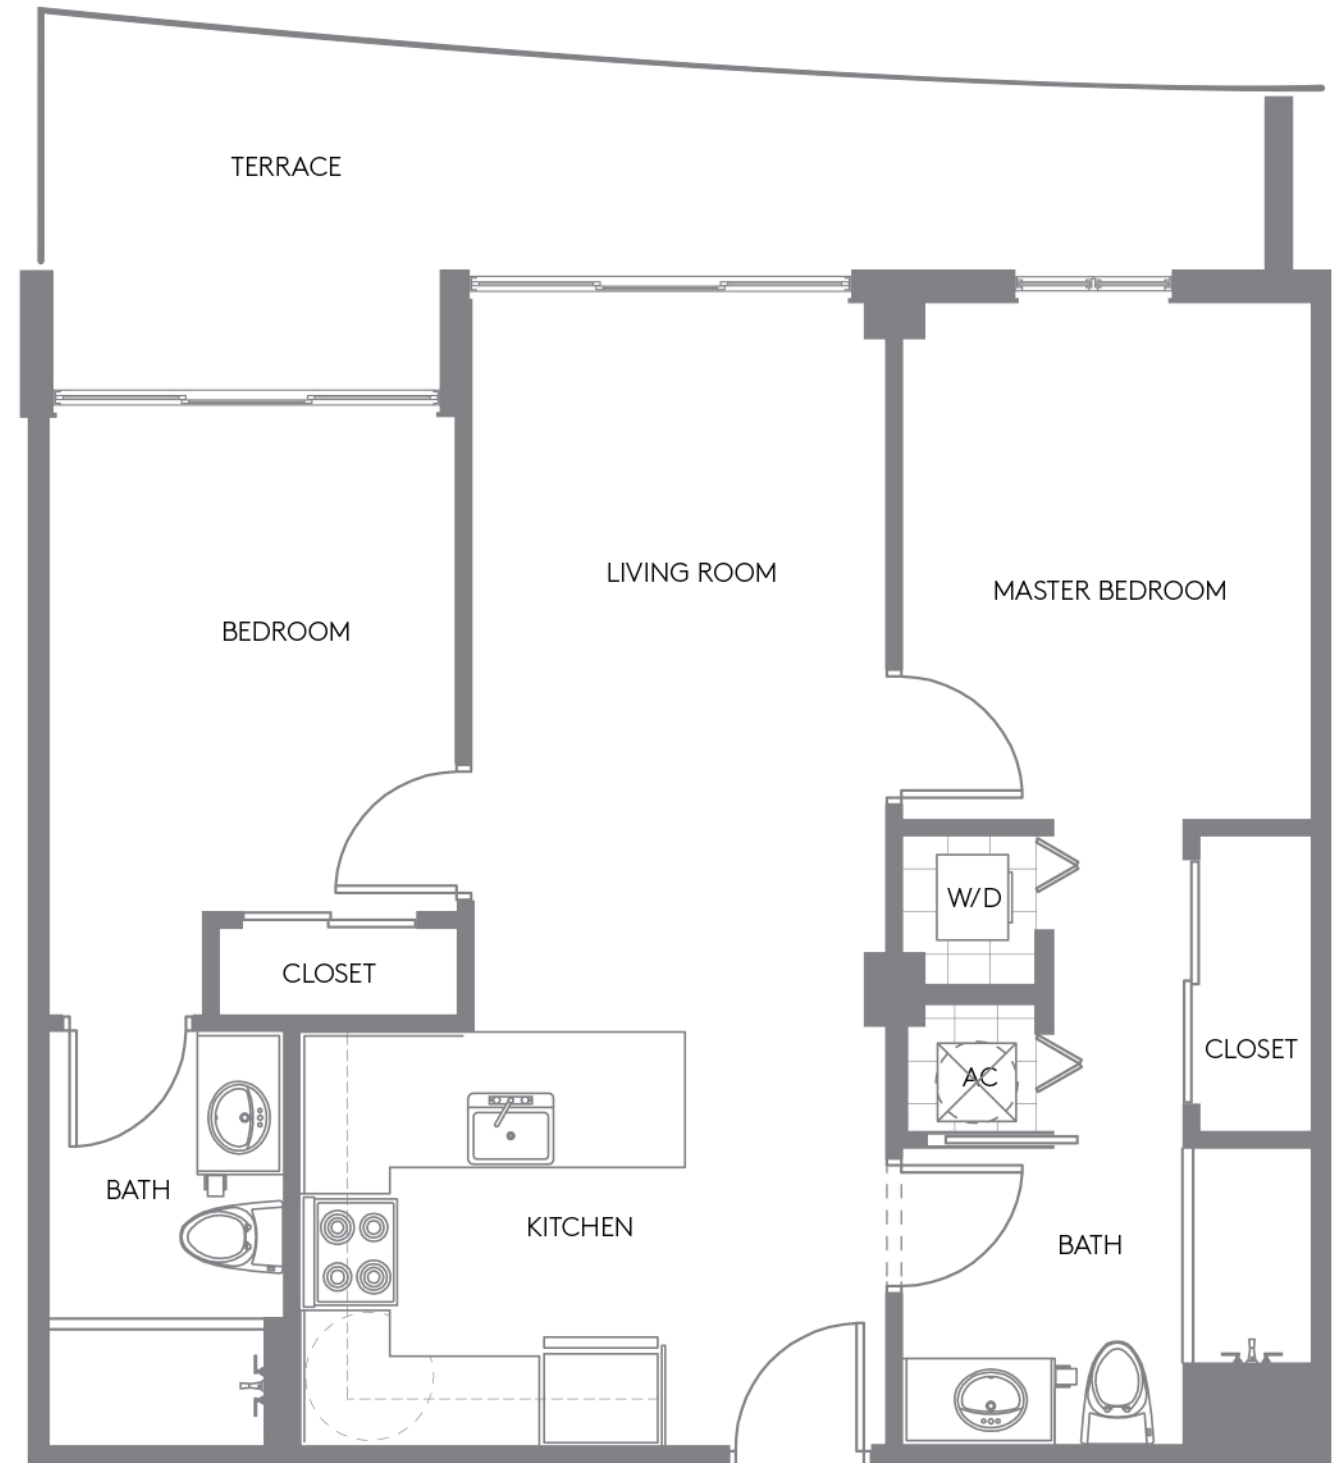 TERRACE
LIVING ROOM
MASTER BEDROOM
BEDROOM
W/D
CLOSET
CLOSET
AC
BATH
KITCHEN
BATH